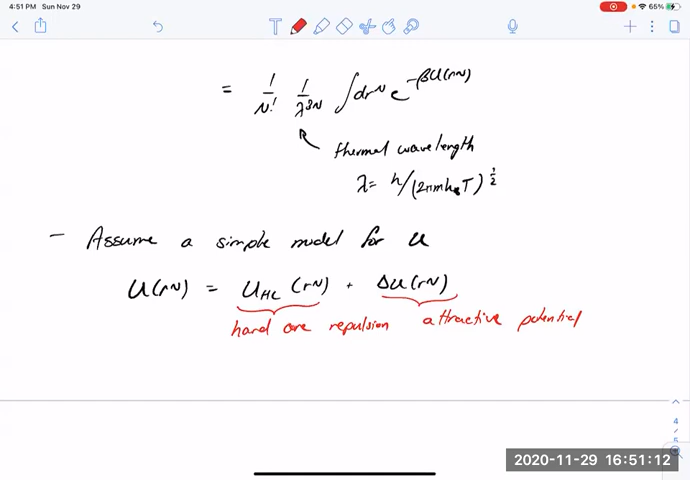 4:51 PM Sun Nov 29
65%
= 1/N! 1/λ^3N ∫dr^N e^-βU(r^N)
thermal wavelength
λ = h/(2πmk_BT)^1/2
- Assume a simple model for U
U(r^N) = U_HC (r^N) + ΔU(r^N)
hard core repulsion attractive potential
4
/
5
2020-11-29 16:51:12